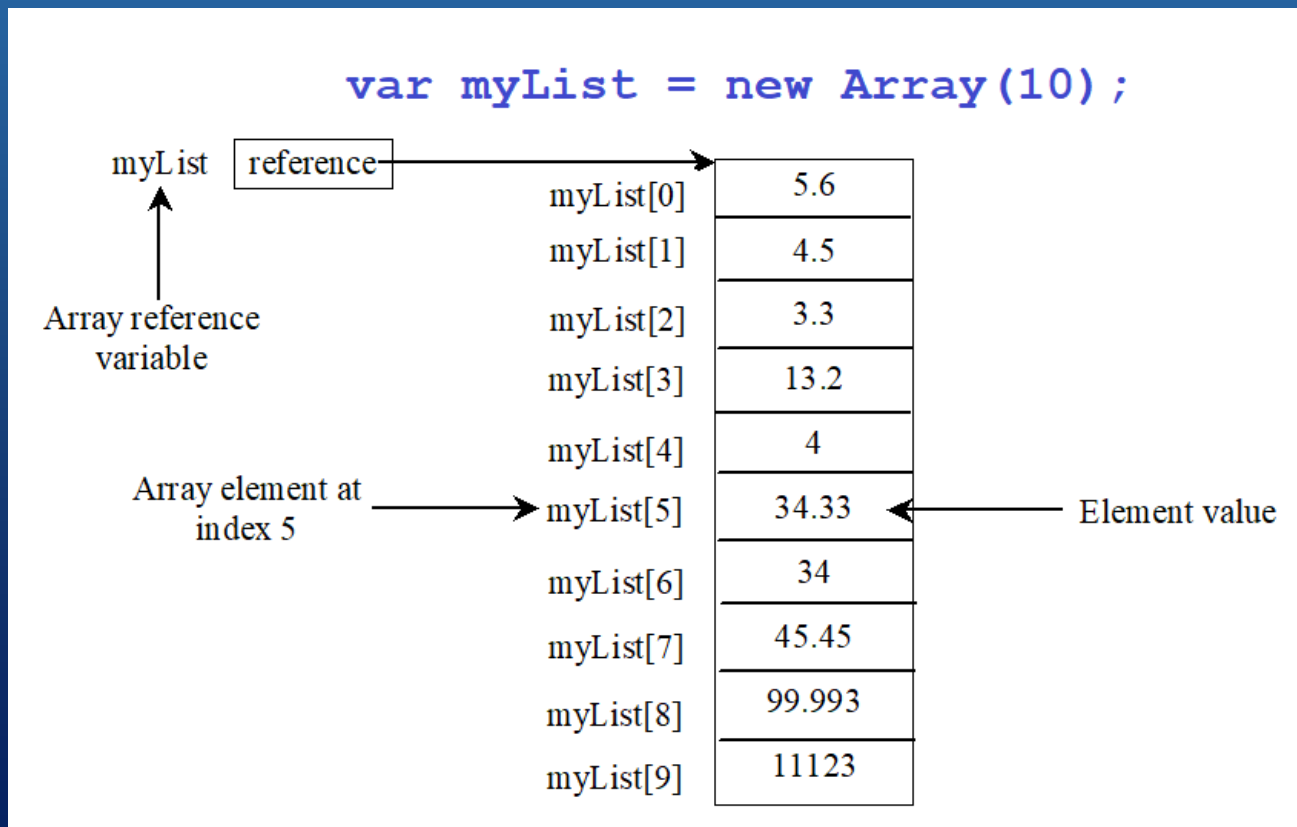 var myList = new Array(10);
myList reference
myList[0] 5.6
myList[1] 4.5
Array reference
variable
myList[2] 3.3
myList[3] 13.2
myList[4] 4
Array element at
index 5
myList[5] 34.33 Element value
myList[6] 34
myList[7] 45.45
myList[8] 99.993
myList[9] 11123